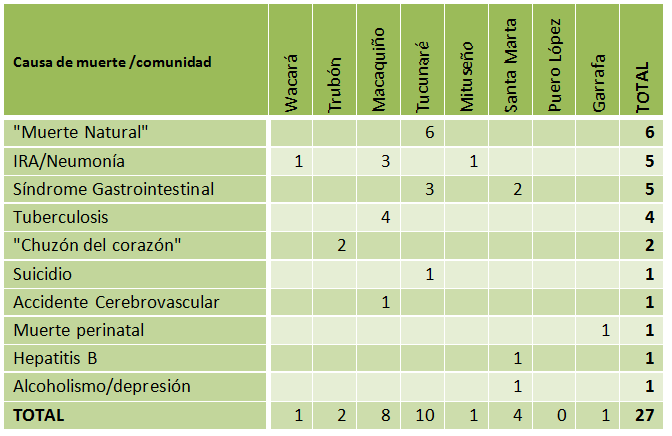 Causa de muerte /comunidad Wacará Trubón Macaquiño Tucunaré Mituseño Santa Marta Puero López Garrafa TOTAL
"Muerte Natural" 6 6
IRA/Neumonía 1 3 1 5
Síndrome Gastrointestinal 3 2 5
Tuberculosis 4 4
"Chuzón del corazón" 2 2
Suicidio 1 1
Accidente Cerebrovascular 1 1
Muerte perinatal 1 1
Hepatitis B 1 1
Alcoholismo/depresión 1 1
TOTAL 1 2 8 10 1 4 0 1 27